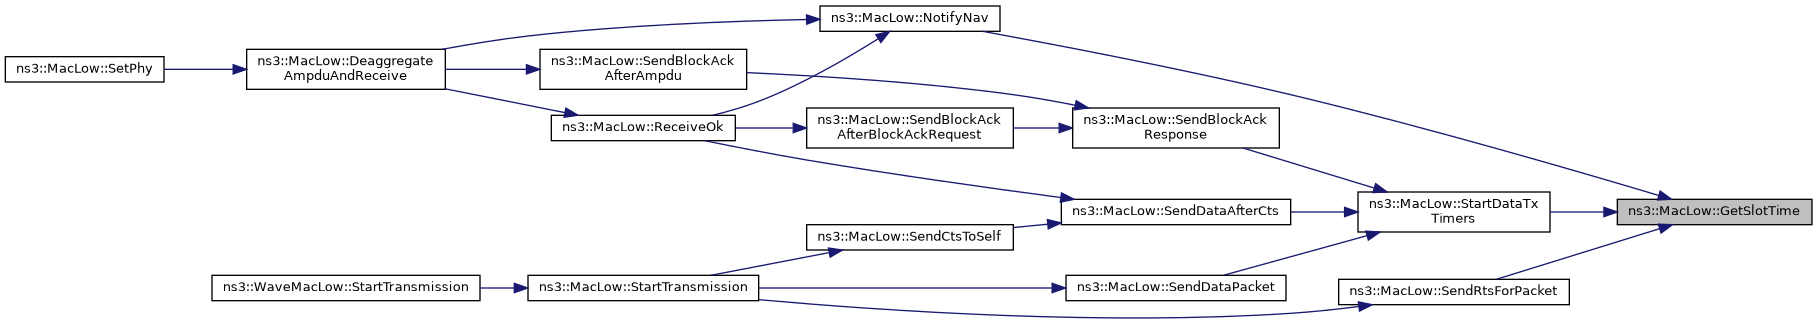 ns3::MacLow::SetPhy
ns3::MacLow::Deaggregate
AmpduAndReceive
ns3::MacLow::NotifyNav
ns3::MacLow::SendBlockAck
AfterAmpdu
ns3::MacLow::ReceiveOk
ns3::MacLow::SendBlockAck
AfterBlockAckRequest
ns3::MacLow::SendBlockAck
Response
ns3::MacLow::SendDataAfterCts
ns3::MacLow::StartDataTx
Timers
ns3::MacLow::GetSlotTime
ns3::MacLow::SendCtsToSelf
ns3::WaveMacLow::StartTransmission
ns3::MacLow::StartTransmission
ns3::MacLow::SendDataPacket
ns3::MacLow::SendRtsForPacket